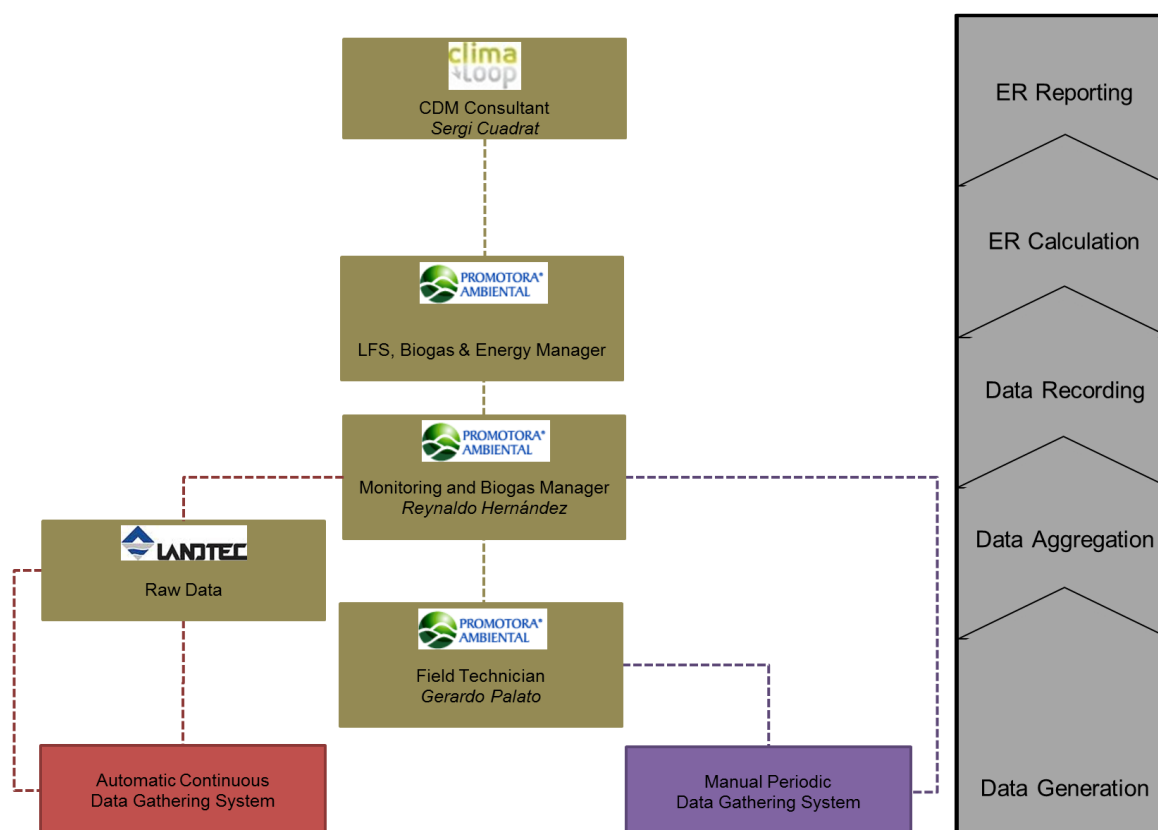 clima
LOOP
CDM Consultant
Sergi Cuadrat
PROMOTORA®
AMBIENTAL
LFS, Biogas & Energy Manager
PROMOTORA®
AMBIENTAL
Monitoring and Biogas Manager
Reynaldo Hernández
LANDTEC
Raw Data
PROMOTORA®
AMBIENTAL
Field Technician
Gerardo Palato
Automatic Continuous
Data Gathering System
Manual Periodic
Data Gathering System
ER Reporting
ER Calculation
Data Recording
Data Aggregation
Data Generation